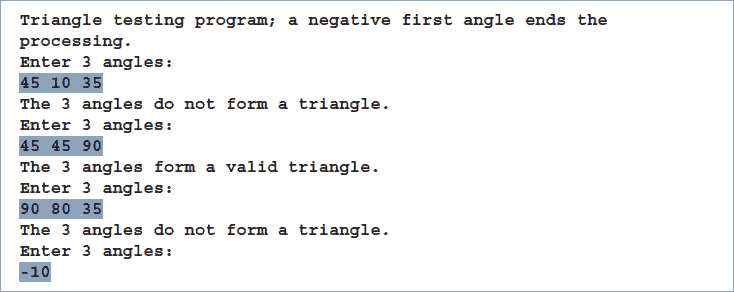 Triangle testing program; a negative first angle ends the
processing.
Enter 3 angles:
45 10 35
The 3 angles do not form a triangle.
Enter 3 angles:
45 45 90
The 3 angles form a valid triangle.
Enter 3 angles:
90 80 35
The 3 angles do not form a triangle.
Enter 3 angles:
-10